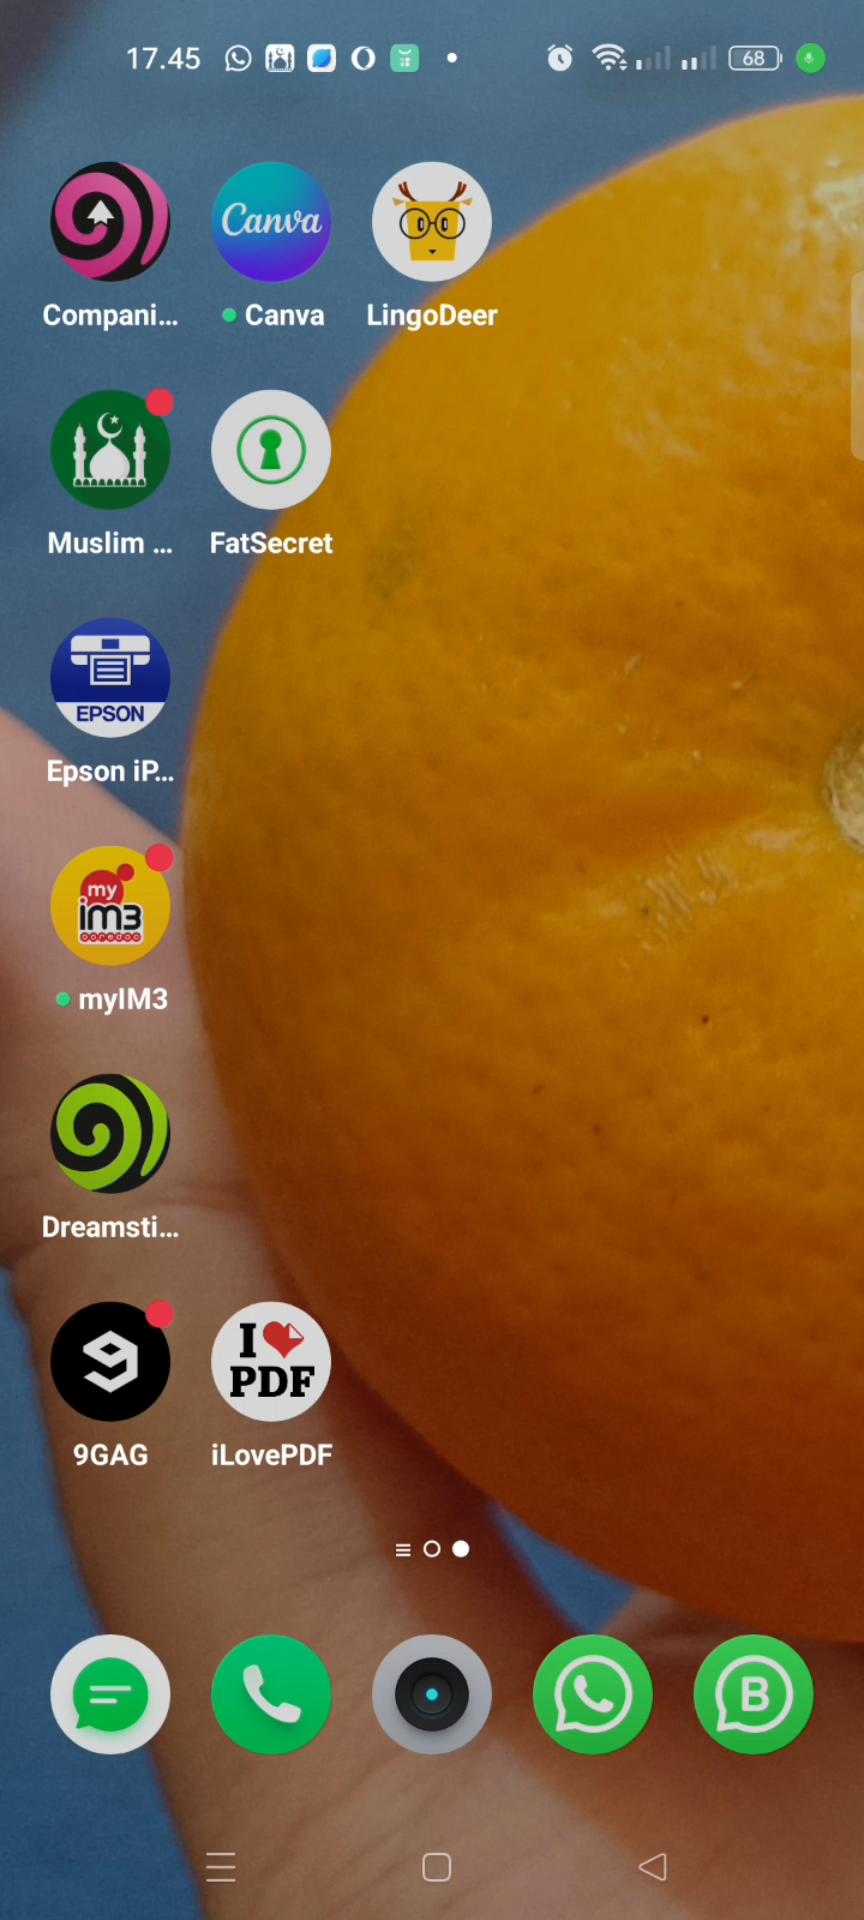 17.45
68
Canva
Compani...
Canva
LingoDeer
Muslim ...
FatSecret
EPSON
Epson iP...
my
im3
ooredoo
myIM3
Dreamsti...
I
PDF
9GAG
iLovePDF
B